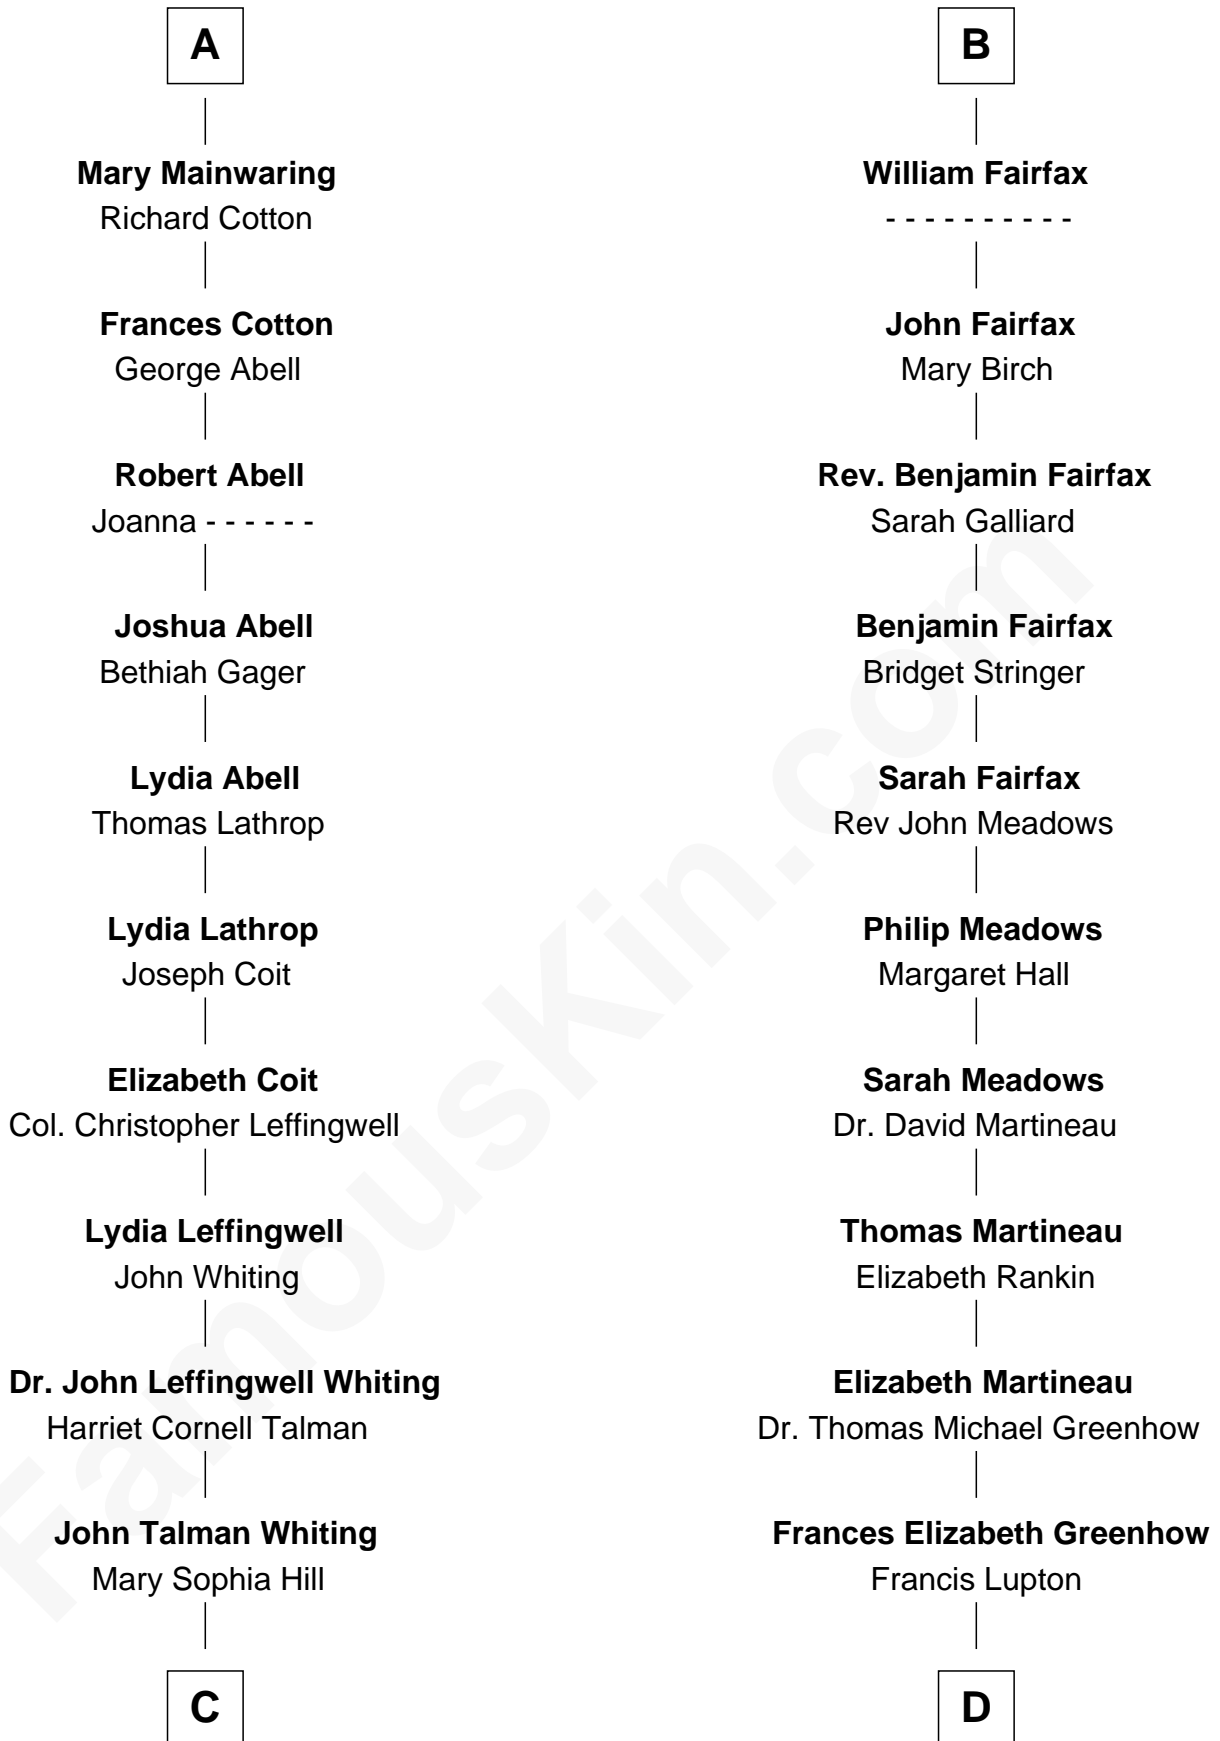 A
Mary Mainwaring
Richard Cotton
Frances Cotton
George Abell
Robert Abell
Joanna - - - - - -
Joshua Abell
Bethiah Gager
Lydia Abell
Thomas Lathrop
Lydia Lathrop
Joseph Coit
Elizabeth Coit
Col. Christopher Leffingwell
Lydia Leffingwell
John Whiting
Dr. John Leffingwell Whiting
Harriet Cornell Talman
John Talman Whiting
Mary Sophia Hill
C
B
William Fairfax
- - - - - - - - - -
John Fairfax
Mary Birch
Rev. Benjamin Fairfax
Sarah Galliard
Benjamin Fairfax
Bridget Stringer
Sarah Fairfax
Rev John Meadows
Philip Meadows
Margaret Hall
Sarah Meadows
Dr. David Martineau
Thomas Martineau
Elizabeth Rankin
Elizabeth Martineau
Dr. Thomas Michael Greenhow
Frances Elizabeth Greenhow
Francis Lupton
D
FamousKin.com